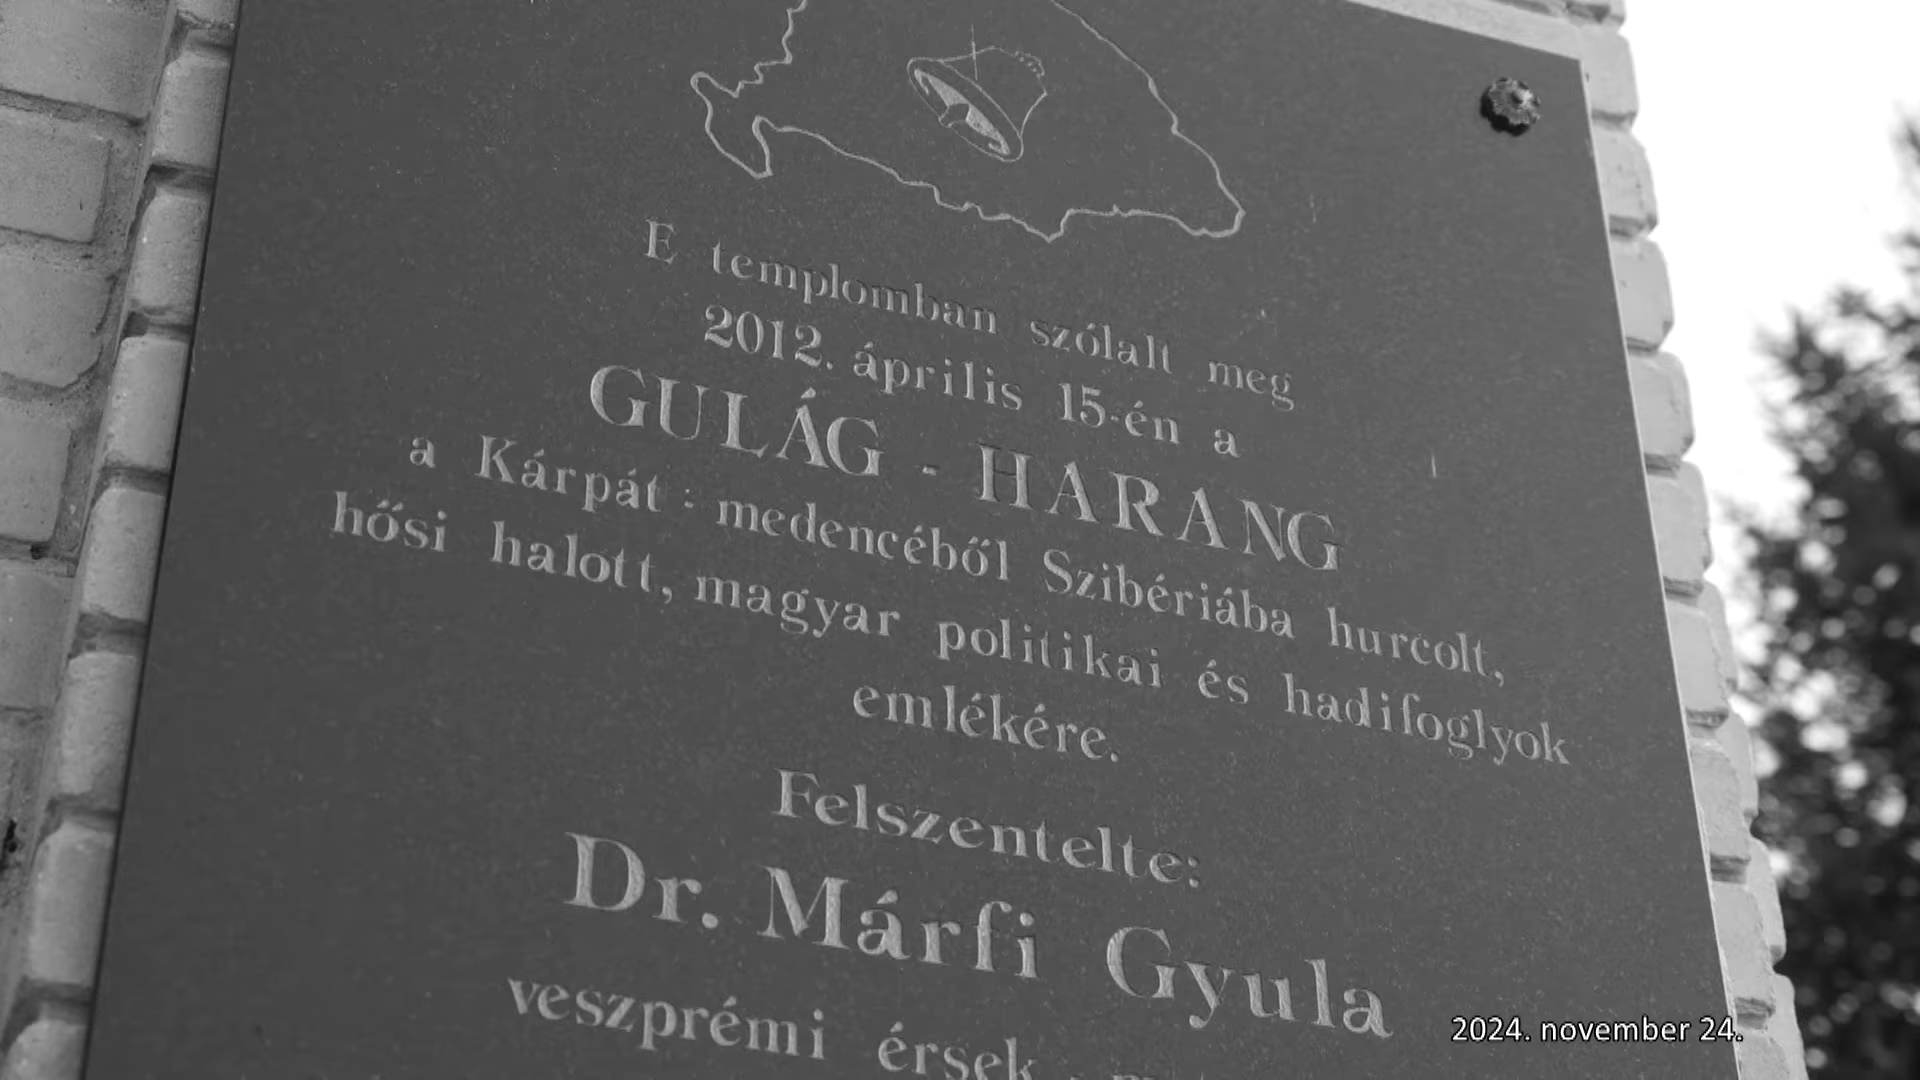 E templomban szólalt meg
2012. április 15-én a
GULÁG - HARANG
a Kárpát - medencéből Szibériába hurcolt,
hősi halott, magyar politikai és hadifoglyok
emlékére.
Felszentelte:
Dr. Márfi Gyula
veszprémi érsek
2024. november 24.